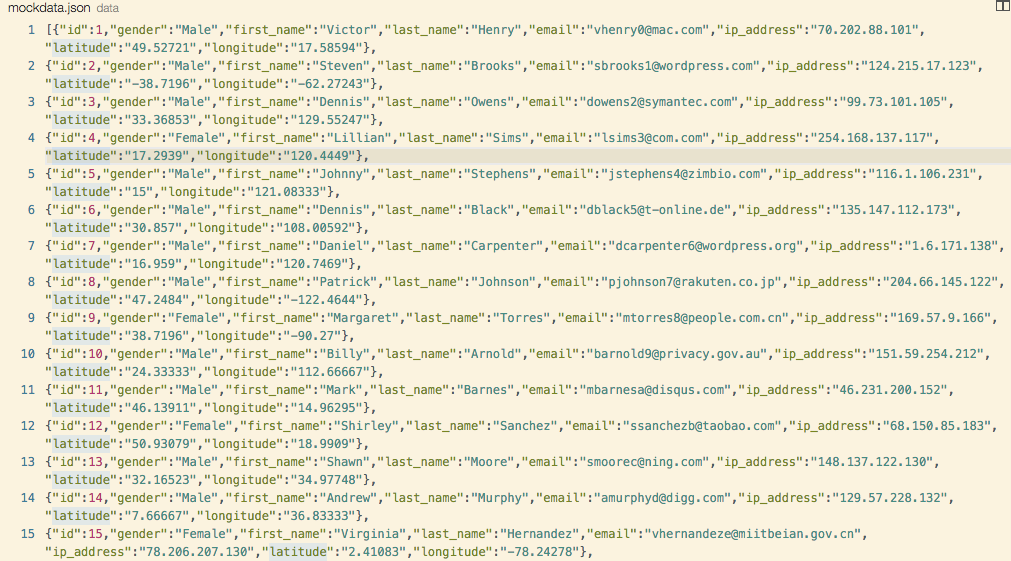 mockdata.json data
1 [{"id":1,"gender":"Male","first_name":"Victor","last_name":"Henry","email":"vhenry0@mac.com","ip_address":"70.202.88.101",
"latitude":"49.52721","longitude":"17.58594"},
2 {"id":2,"gender":"Male","first_name":"Steven","last_name":"Brooks","email":"sbrooks1@wordpress.com","ip_address":"124.215.17.123",
"latitude":"-38.7196","longitude":"-62.27243"},
3 {"id":3,"gender":"Male","first_name":"Dennis","last_name":"Owens","email":"dowens2@symantec.com","ip_address":"99.73.101.105",
"latitude":"33.36853","longitude":"129.55247"},
4 {"id":4,"gender":"Female","first_name":"Lillian","last_name":"Sims","email":"lsims3@com.com","ip_address":"254.168.137.117",
"latitude":"17.2939","longitude":"120.4449"},
5 {"id":5,"gender":"Male","first_name":"Johnny","last_name":"Stephens","email":"jstephens4@zimbio.com","ip_address":"116.1.106.231",
"latitude":"15","longitude":"121.08333"},
6 {"id":6,"gender":"Male","first_name":"Dennis","last_name":"Black","email":"dblack5@t-online.de","ip_address":"135.147.112.173",
"latitude":"30.857","longitude":"108.00592"},
7 {"id":7,"gender":"Male","first_name":"Daniel","last_name":"Carpenter","email":"dcarpenter6@wordpress.org","ip_address":"1.6.171.138",
"latitude":"16.959","longitude":"120.7469"},
8 {"id":8,"gender":"Male","first_name":"Patrick","last_name":"Johnson","email":"pjohnson7@rakuten.co.jp","ip_address":"204.66.145.122",
"latitude":"47.2484","longitude":"-122.4644"},
9 {"id":9,"gender":"Female","first_name":"Margaret","last_name":"Torres","email":"mtorres8@people.com.cn","ip_address":"169.57.9.166",
"latitude":"38.7196","longitude":"-90.27"},
10 {"id":10,"gender":"Male","first_name":"Billy","last_name":"Arnold","email":"barnold9@privacy.gov.au","ip_address":"151.59.254.212",
"latitude":"24.33333","longitude":"112.66667"},
11 {"id":11,"gender":"Male","first_name":"Mark","last_name":"Barnes","email":"mbarnesa@disqus.com","ip_address":"46.231.200.152",
"latitude":"46.13911","longitude":"14.96295"},
12 {"id":12,"gender":"Female","first_name":"Shirley","last_name":"Sanchez","email":"ssanchezb@taobao.com","ip_address":"68.150.85.183",
"latitude":"50.93079","longitude":"18.9909"},
13 {"id":13,"gender":"Male","first_name":"Shawn","last_name":"Moore","email":"smoorec@ning.com","ip_address":"148.137.122.130",
"latitude":"32.16523","longitude":"34.97748"},
14 {"id":14,"gender":"Male","first_name":"Andrew","last_name":"Murphy","email":"amurphyd@digg.com","ip_address":"129.57.228.132",
"latitude":"7.66667","longitude":"36.83333"},
15 {"id":15,"gender":"Female","first_name":"Virginia","last_name":"Hernandez","email":"vhernandeze@miitbeian.gov.cn",
"ip_address":"78.206.207.130","latitude":"2.41083","longitude":"-78.24278"},